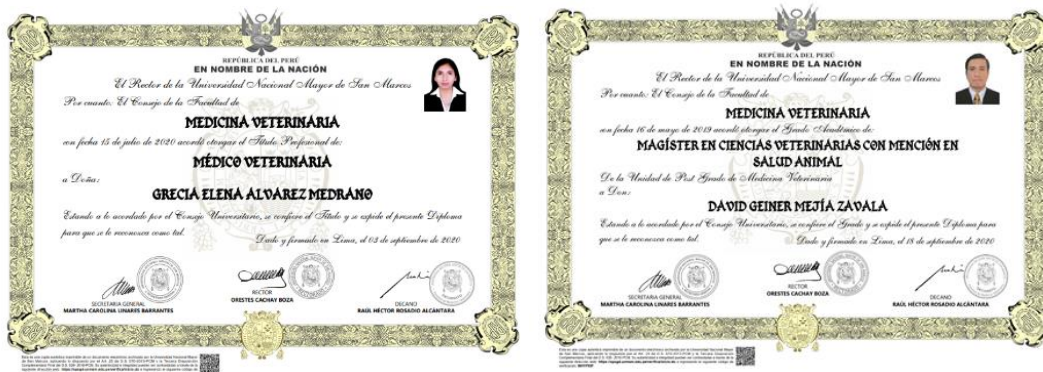 REPÚBLICA DEL PERÚ
EN NOMBRE DE LA NACIÓN
El Rector de la Universidad Nacional Mayor de San Marcos
Por cuanto: El Consejo de la Facultad de
MEDICINA VETERINARIA
con fecha 15 de julio de 2020 acordó otorgar el Título Profesional de:
MÉDICO VETERINARIA
a Doña:
GRECIA ELENA ALVAREZ MEDRANO
Estando a lo acordado por el Consejo Universitario, se confiere el Título y se expide el presente Diploma
para que se le reconozca como tal.
Dado y firmado en Lima, el 03 de septiembre de 2020
SECRETARIA GENERAL
MARTHA CAROLINA LINARES BARRANTES
RECTOR
ORESTES CACHAY BOZA
DECANO
RAÚL HÉCTOR ROSADIO ALCÁNTARA
REPÚBLICA DEL PERÚ
EN NOMBRE DE LA NACIÓN
El Rector de la Universidad Nacional Mayor de San Marcos
Por cuanto: El Consejo de la Facultad de
MEDICINA VETERINARIA
con fecha 16 de mayo de 2019 acordó otorgar el Grado Académico de:
MAGÍSTER EN CIENCIAS VETERINARIAS CON MENCIÓN EN
SALUD ANIMAL
De la Unidad de Post Grado de Medicina Veterinaria
a Don:
DAVID GEINER MEJÍA ZAVALA
Estando a lo acordado por el Consejo Universitario, se confiere el Grado y se expide el presente Diploma para
que se le reconozca como tal.
Dado y firmado en Lima, el 18 de septiembre de 2020
SECRETARIA GENERAL
MARTHA CAROLINA LINARES BARRANTES
RECTOR
ORESTES CACHAY BOZA
DECANO
RAÚL HÉCTOR ROSADIO ALCÁNTARA